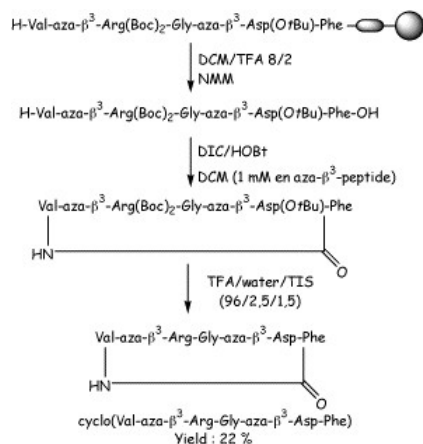 H-Val-aza-β³-Arg(Boc)₂-Gly-aza-β³-Asp(OtBu)-Phe
DCM/TFA 8/2
NMM
H-Val-aza-β³-Arg(Boc)₂-Gly-aza-β³-Asp(OtBu)-Phe-OH
DIC/HOBt
DCM (1 mM en aza-β³-peptide)
Val-aza-β³-Arg(Boc)₂-Gly-aza-β³-Asp(OtBu)-Phe
HN
O
TFA/water/TIS
(96/2,5/1,5)
Val-aza-β³-Arg-Gly-aza-β³-Asp-Phe
HN
O
cyclo(Val-aza-β³-Arg-Gly-aza-β³-Asp-Phe)
Yield : 22 %